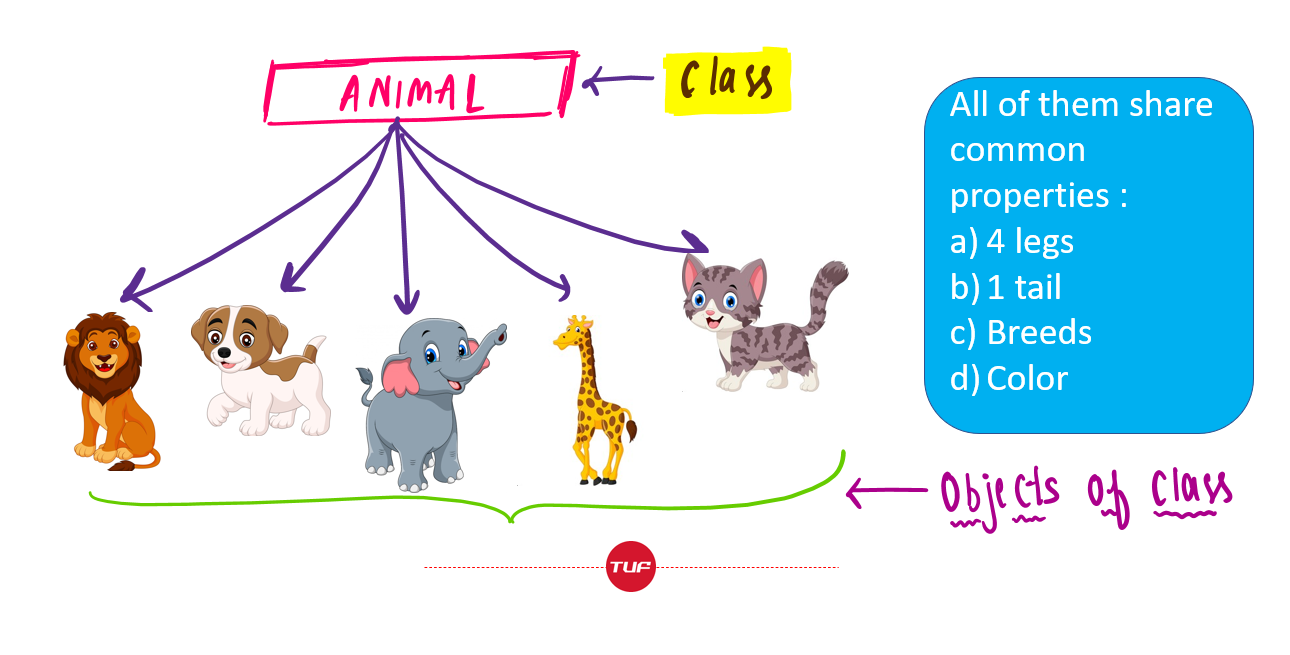 ANIMAL
Class
All of them share
common
properties :
a) 4 legs
b) 1 tail
c) Breeds
d) Color
Objects of class
TUF